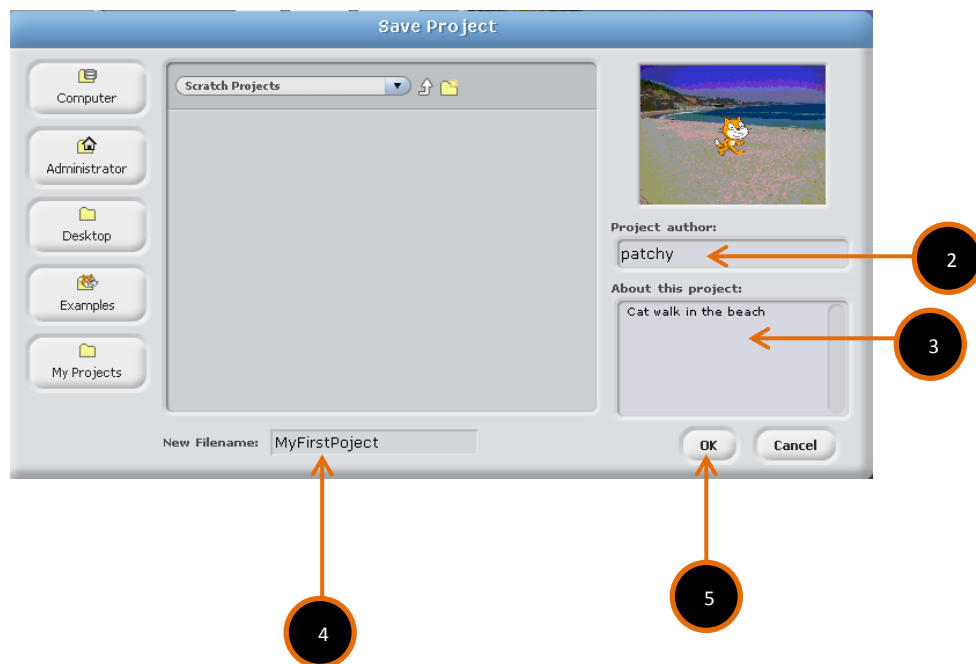 Save Project
Computer
Administrator
Desktop
Examples
My Projects
Scratch Projects
Project author:
patchy
2
About this project:
Cat walk in the beach
3
New Filename: MyFirstPoject
OK Cancel
4
5